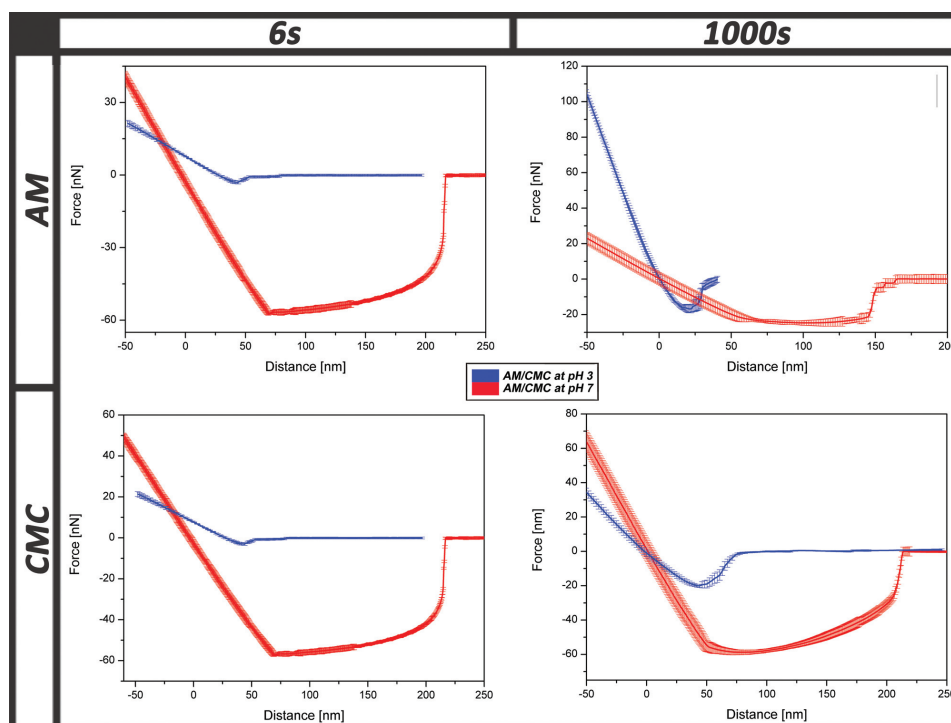 6s
1000s
AM
Force [nN]
30
0
-30
-60
-50 0 50 100 150 200 250
Distance [nm]
Force [nN]
120
100
80
60
40
20
0
-20
-50 0 50 100 150 200
Distance [nm]
AM/CMC at pH 3
AM/CMC at pH 7
CMC
Force [nN]
60
40
20
0
-20
-40
-60
-50 0 50 100 150 200 250
Distance [nm]
Force [nm]
80
60
40
20
0
-20
-40
-60
-50 0 50 100 150 200 250
Distance [nm]